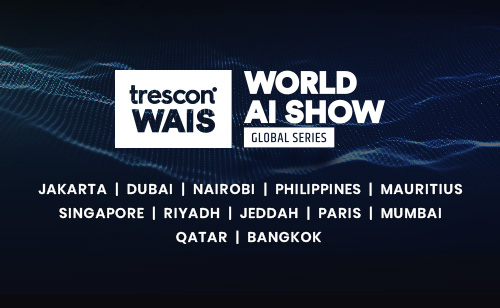 trescon
WAIS
WORLD
AI SHOW
GLOBAL SERIES
JAKARTA | DUBAI | NAIROBI | PHILIPPINES | MAURITIUS
SINGAPORE | RIYADH | JEDDAH | PARIS | MUMBAI
QATAR | BANGKOK